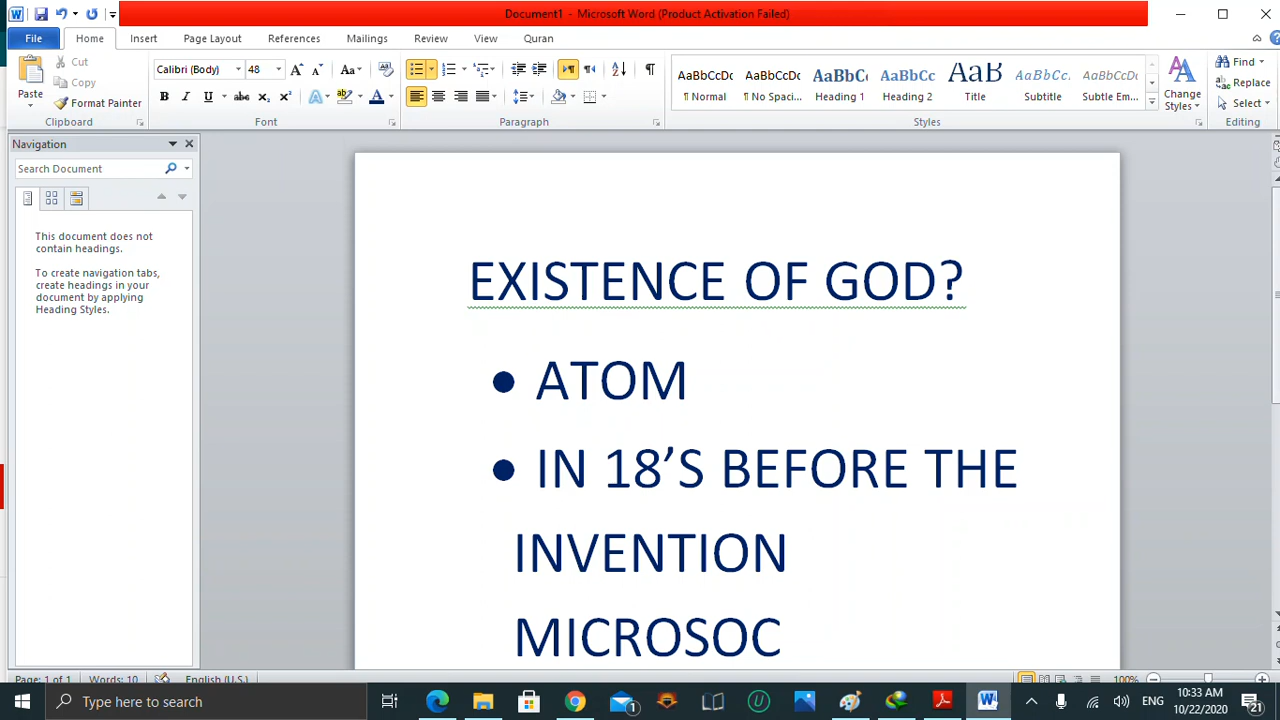 Document1 - Microsoft Word (Product Activation Failed)
File Home Insert Page Layout References Mailings Review View Quran
Paste
Cut
Copy
Format Painter
Clipboard
Calibri (Body) 48
Font
Paragraph
AaBbCcDc AaBbCcDc AaBbCc AaBbCc AaB AaBbCcL AaBbCcDc
¶ Normal ¶ No Spaci... Heading 1 Heading 2 Title Subtitle Subtle Em...
Change
Styles
Styles
Find
Replace
Select
Editing
Navigation
Search Document
This document does not
contain headings.
To create navigation tabs,
create headings in your
document by applying
Heading Styles.
EXISTENCE OF GOD?
• ATOM
• IN 18’S BEFORE THE
INVENTION
MICROSOC
Page: 1 of 1 Words: 10 English (U.S.) 100%
Type here to search
1
ENG
10:33 AM
10/22/2020
21